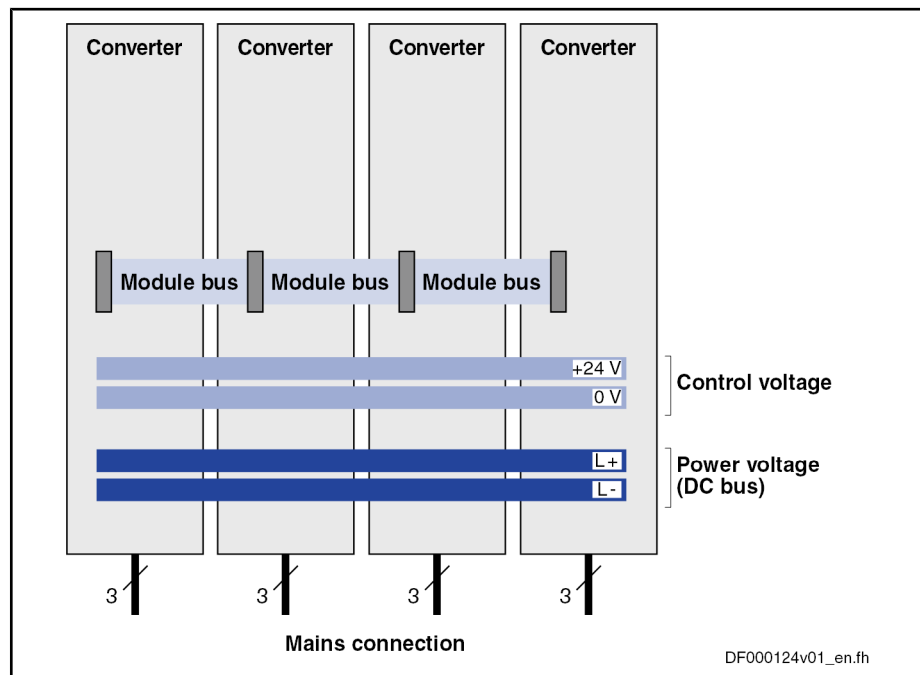 Converter Converter Converter Converter
Module bus Module bus Module bus
+24 V
0 V
Control voltage
L+
L-
Power voltage
(DC bus)
3 3 3 3
Mains connection
DF000124v01_en.fh